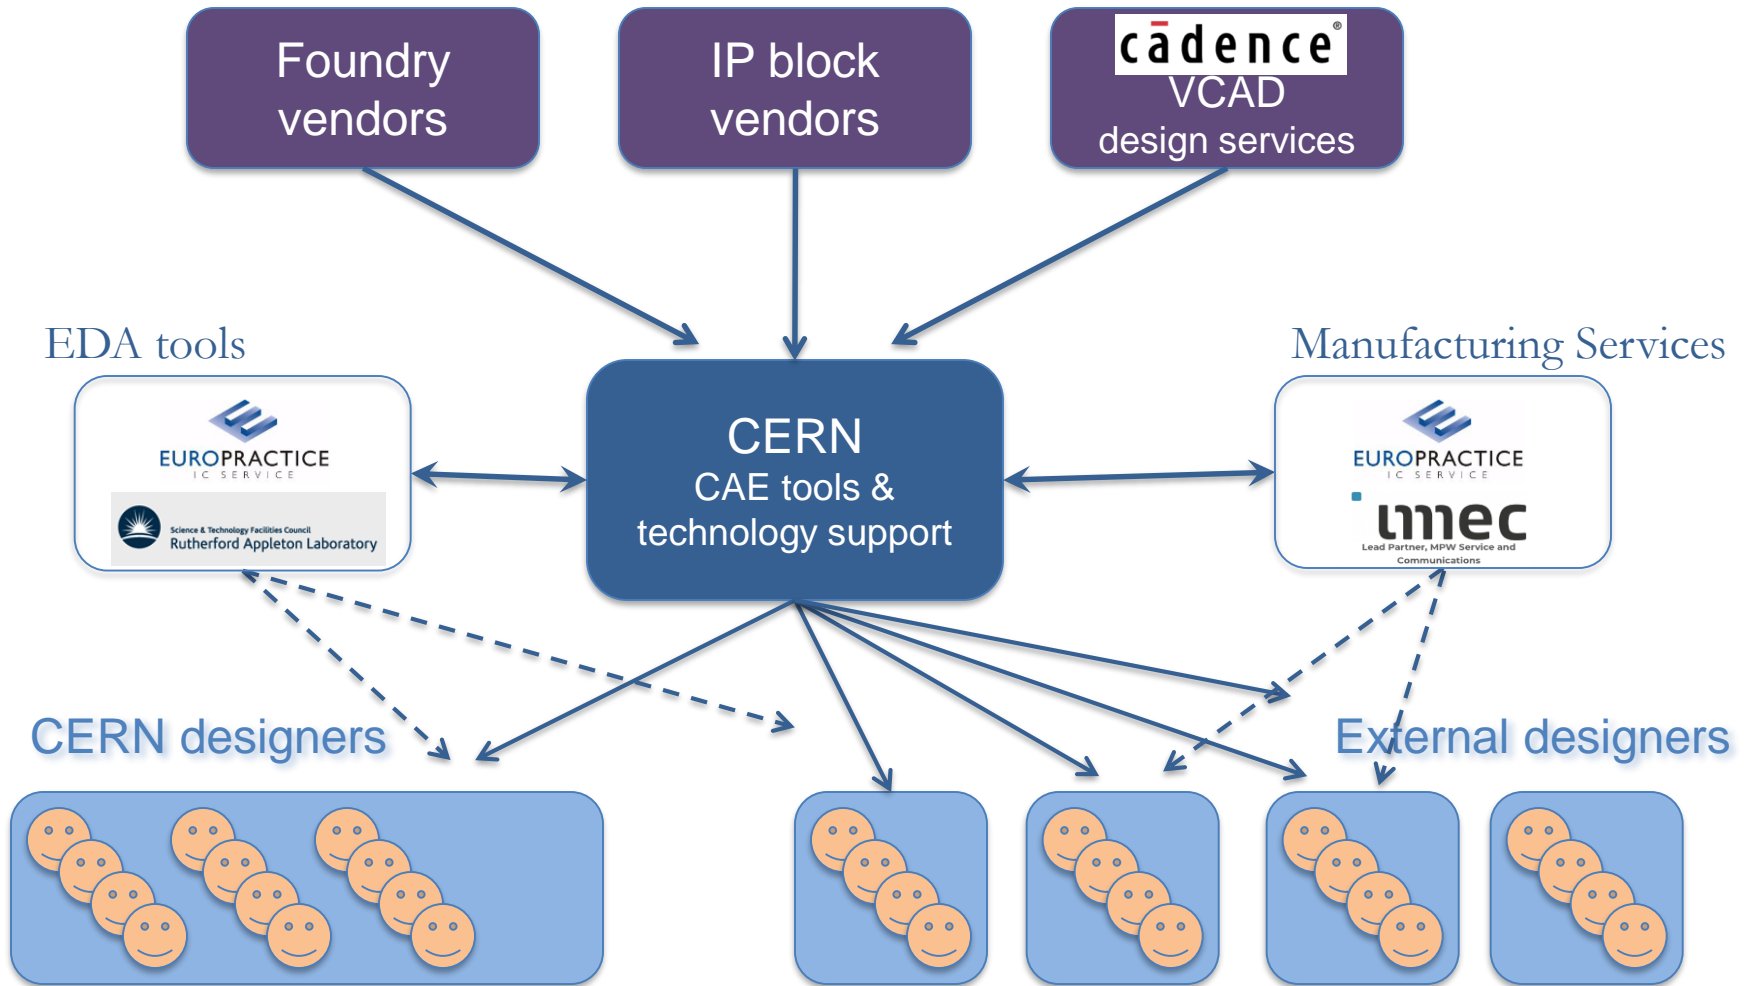 Foundry
vendors
IP block
vendors
cādence®
VCAD
design services
EDA tools
Manufacturing Services
EUROPRACTICE
IC SERVICE
Science & Technology Facilities Council
Rutherford Appleton Laboratory
CERN
CAE tools &
technology support
EUROPRACTICE
IC SERVICE
imec
Lead Partner, MPW Service and
Communications
CERN designers
External designers